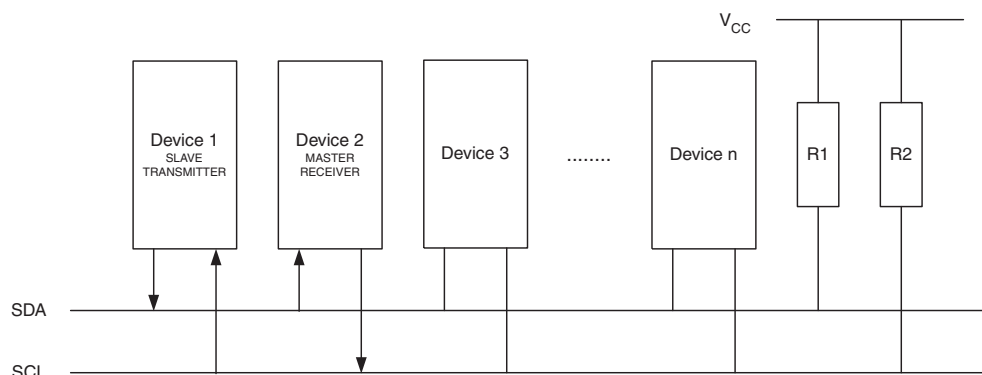 V_CC
Device 1
SLAVE
TRANSMITTER
Device 2
MASTER
RECEIVER
Device 3
........
Device n
R1
R2
SDA
SCL